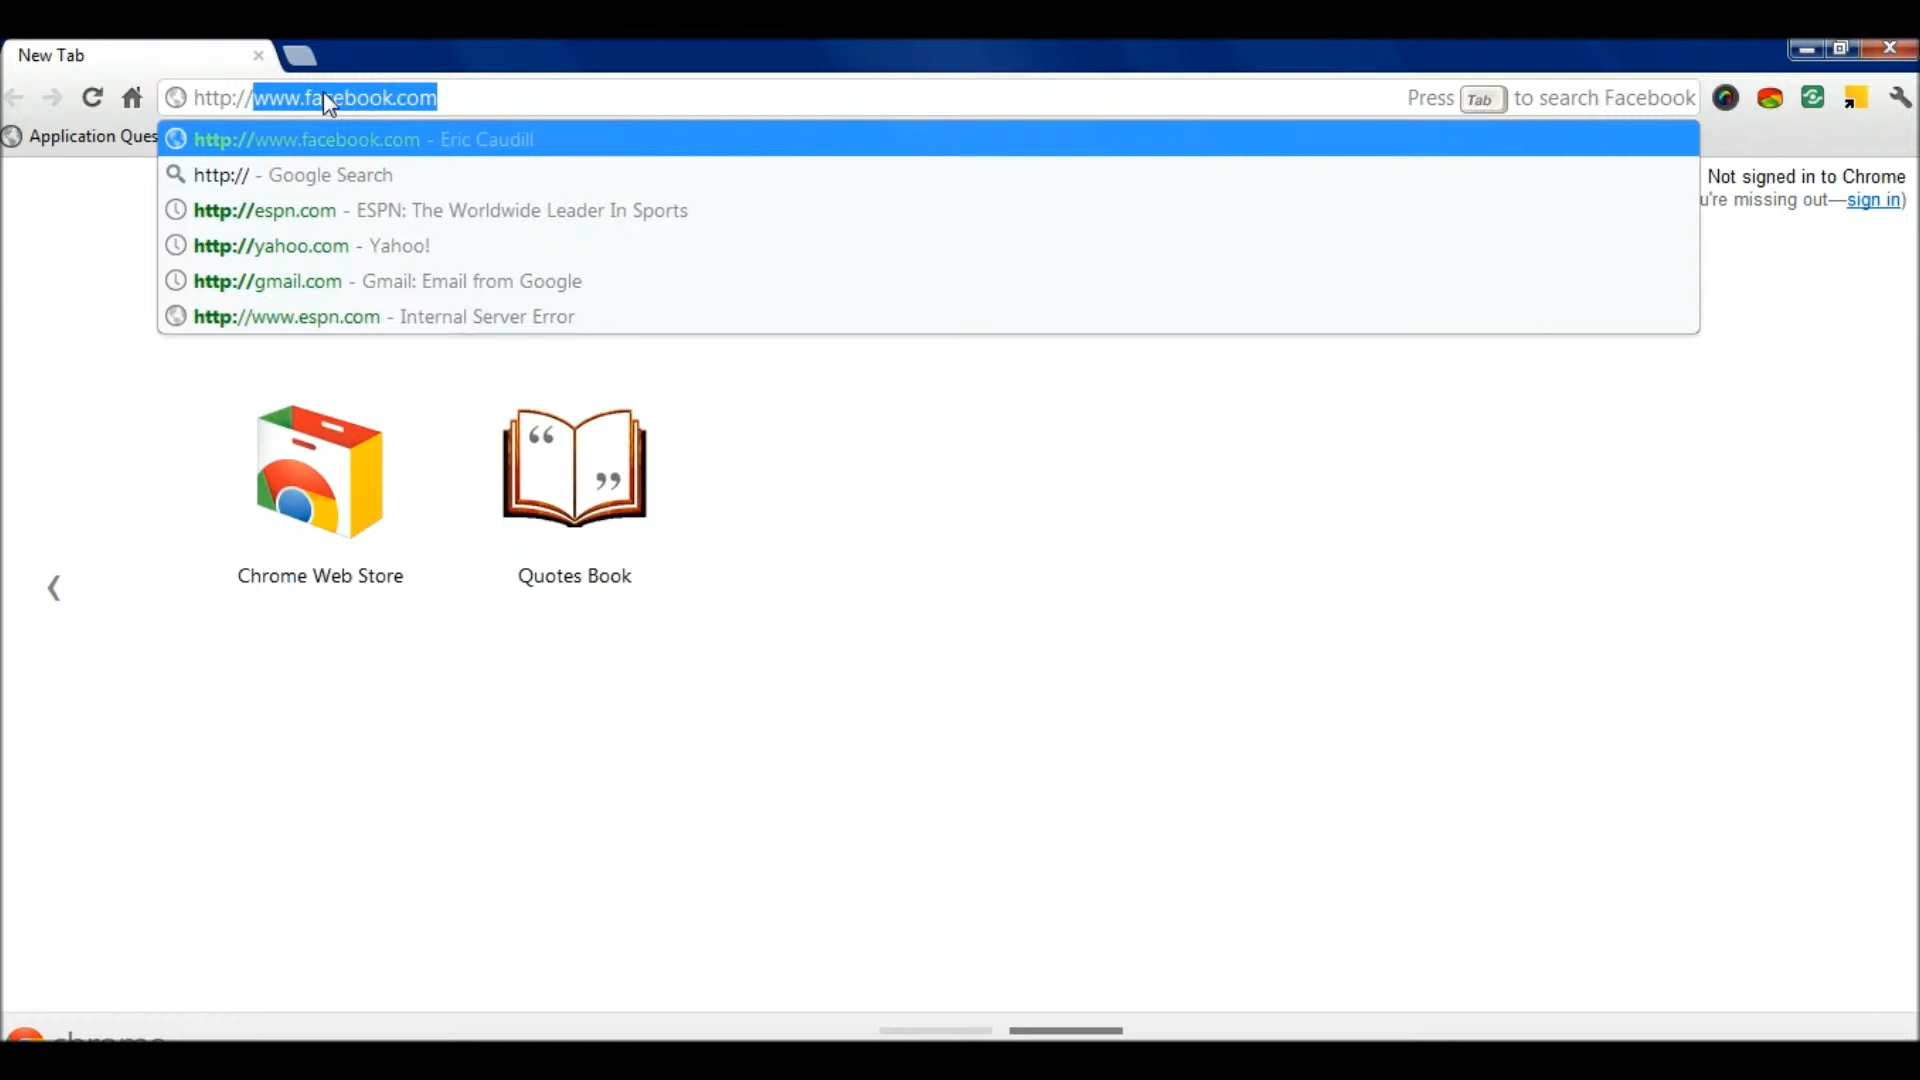 New Tab
http://www.facebook.com
Press Tab to search Facebook
Application Ques
http://www.facebook.com - Eric Caudill
http:// - Google Search
http://espn.com - ESPN: The Worldwide Leader In Sports
http://yahoo.com - Yahoo!
http://gmail.com - Gmail: Email from Google
http://www.espn.com - Internal Server Error
Not signed in to Chrome
u're missing out—sign in)
“ ”
Chrome Web Store
Quotes Book
chrome